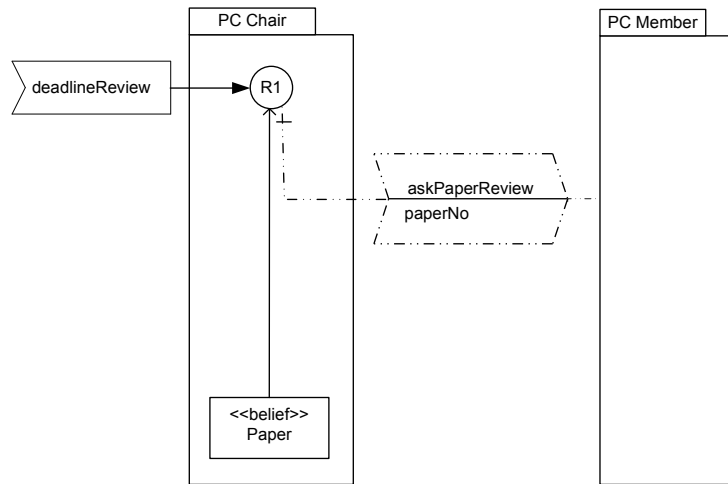 PC Chair
PC Member
deadlineReview
R1
askPaperReview
paperNo
<<belief>>
Paper